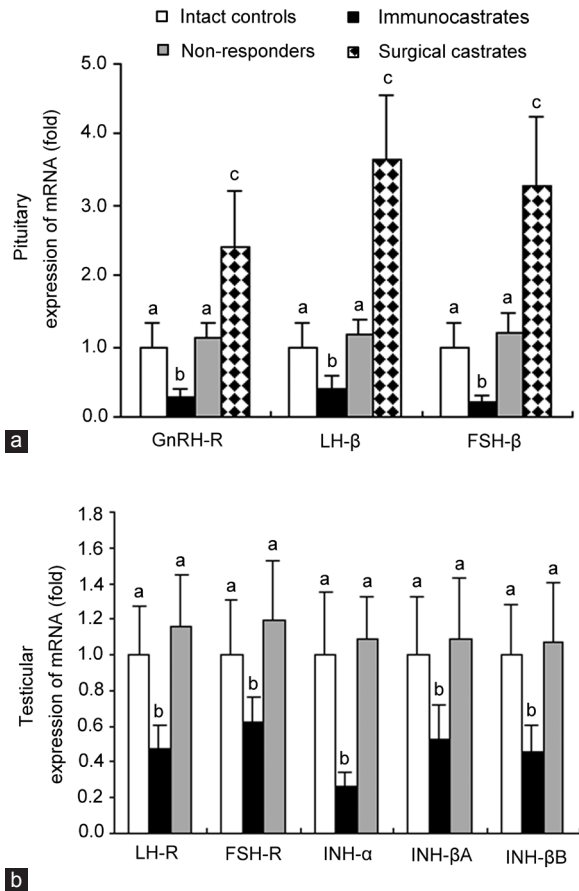 Intact controls Immunocastrates
Non-responders Surgical castrates
Pituitary
expression of mRNA (fold)
5.0
4.0
3.0
2.0
1.0
0.0
a b a c
a b a c
a b a c
GnRH-R LH-β FSH-β
a
Testicular
expression of mRNA (fold)
1.8
1.6
1.4
1.2
1.0
0.8
0.6
0.4
0.2
0.0
a b a
a b a
a b a
a b a
a b a
LH-R FSH-R INH-α INH-βA INH-βB
b